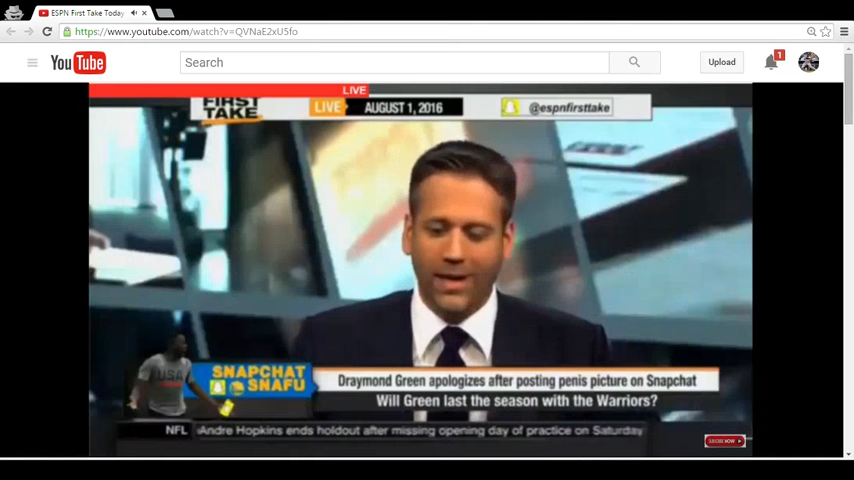 ESPN First Take Today
https://www.youtube.com/watch?v=QVNaE2xU5fo
YouTube
Search
Upload
1
LIVE
FIRST
TAKE
LIVE
AUGUST 1, 2016
@espnfirsttake
USA
SNAPCHAT
SNAFU
Draymond Green apologizes after posting penis picture on Snapchat
Will Green last the season with the Warriors?
NFL
Andre Hopkins ends holdout after missing opening day of practice on Saturday
SUBSCRIBE NOW